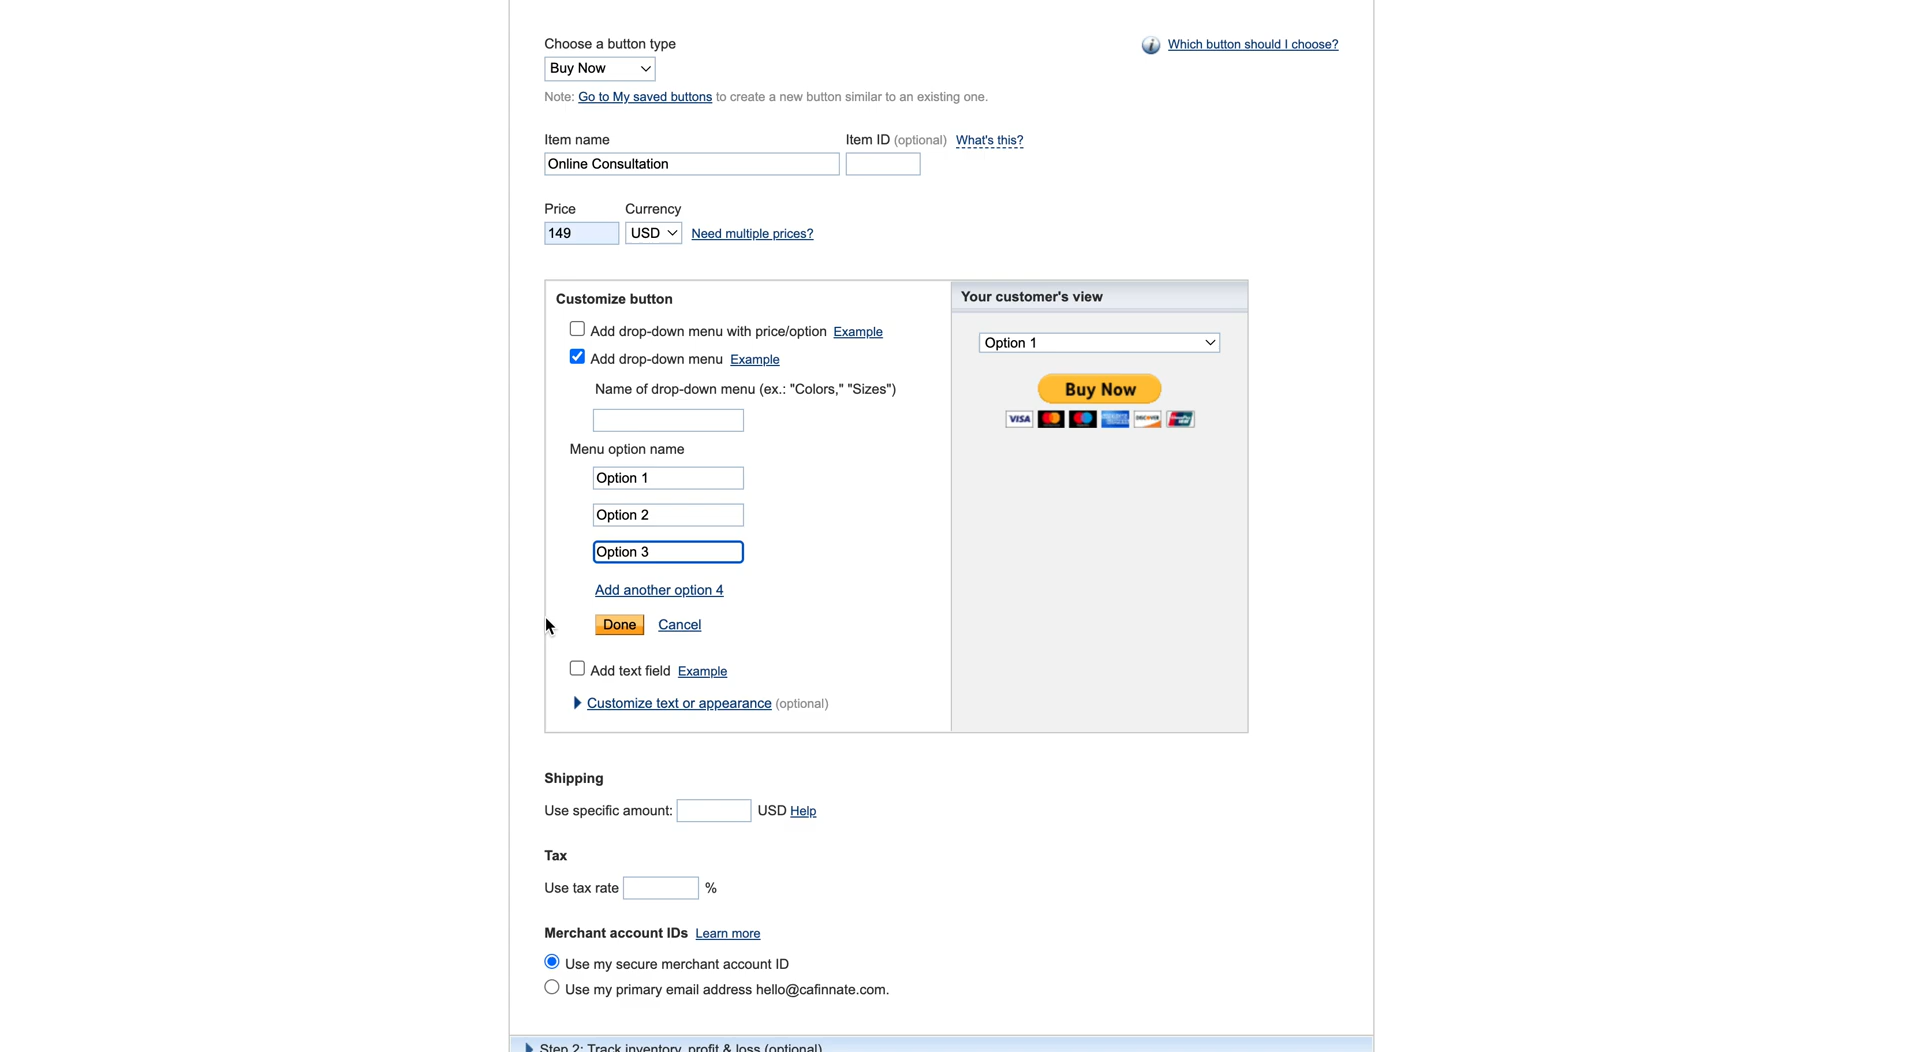 Choose a button type
Which button should I choose?
Buy Now
Note: Go to My saved buttons to create a new button similar to an existing one.
Item name
Item ID (optional) What's this?
Online Consultation
Price
Currency
149
USD
Need multiple prices?
Customize button
Your customer's view
Add drop-down menu with price/option Example
Add drop-down menu Example
Name of drop-down menu (ex.: "Colors," "Sizes")
Menu option name
Option 1
Option 2
Option 3
Add another option 4
Done Cancel
Add text field Example
Customize text or appearance (optional)
Option 1
Buy Now
VISA
DISCOVER
Shipping
Use specific amount: USD Help
Tax
Use tax rate %
Merchant account IDs Learn more
Use my secure merchant account ID
Use my primary email address hello@cafinnate.com.
Step 2: Track inventory, profit & loss (optional)